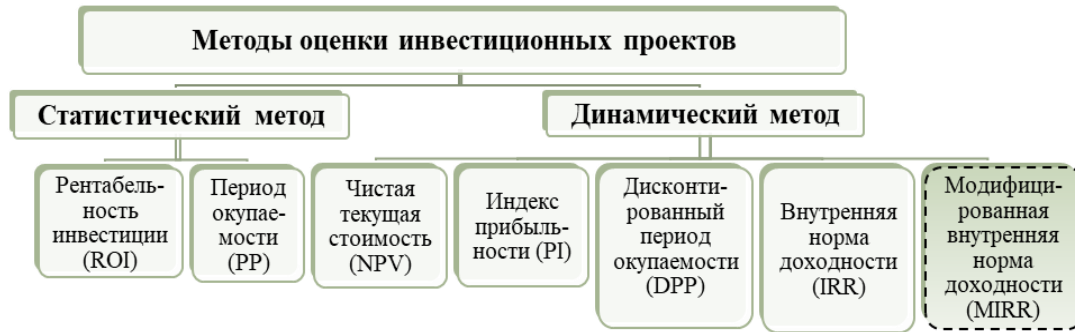 Методы оценки инвестиционных проектов
Статистический метод
Динамический метод
Рентабель-
ность
инвестиции
(ROI)
Период
окупае-
мости
(PP)
Чистая
текущая
стоимость
(NPV)
Индекс
прибыль-
ности (PI)
Дисконти-
рованный
период
окупаемости
(DPP)
Внутренняя
норма
доходности
(IRR)
Модифици-
рованная
внутренняя
норма
доходности
(MIRR)